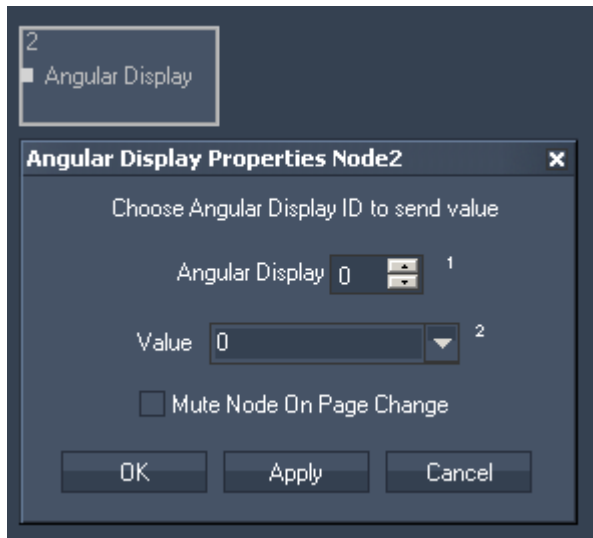 2
Angular Display
Angular Display Properties Node2
Choose Angular Display ID to send value
Angular Display 0 1
Value 0 2
Mute Node On Page Change
OK Apply Cancel